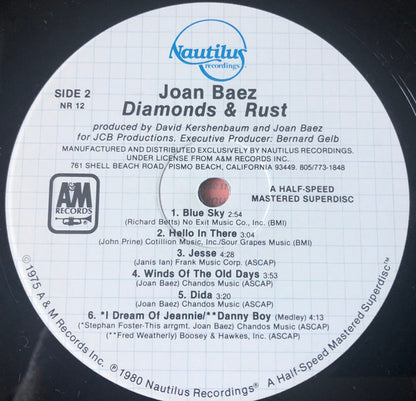 Nautilus
recordings™
SIDE 2
NR 12
Joan Baez
Diamonds & Rust
produced by David Kershenbaum and Joan Baez
for JCB Productions. Executive Producer: Bernard Gelb
MANUFACTURED AND DISTRIBUTED EXCLUSIVELY BY NAUTILUS RECORDINGS.
UNDER LICENSE FROM A&M RECORDS INC.
761 SHELL BEACH ROAD, PISMO BEACH, CALIFORNIA 93449. 805/773-1848
A&M
RECORDS
A HALF-SPEED
MASTERED SUPERDISC
1. Blue Sky 2:54
(Richard Betts) No Exit Music Co., Inc. (BMI)
2. Hello In There 3:04
(John Prine) Cotillion Music, Inc./Sour Grapes Music (BMI)
3. Jesse 4:28
(Janis Ian) Frank Music Corp. (ASCAP)
4. Winds Of The Old Days 3:53
(Joan Baez) Chandos Music (ASCAP)
5. Dida 3:20
(Joan Baez) Chandos Music (ASCAP)
6. *I Dream Of Jeannie/**Danny Boy (Medley) 4:13
(*Stephan Foster-This arrgmt. Joan Baez) Chandos Music (ASCAP)
(**Fred Weatherly) Boosey & Hawkes, Inc. (ASCAP)
©1975 A & M Records Inc. ℗1980 Nautilus Recordings® A Half-Speed Mastered Superdisc™